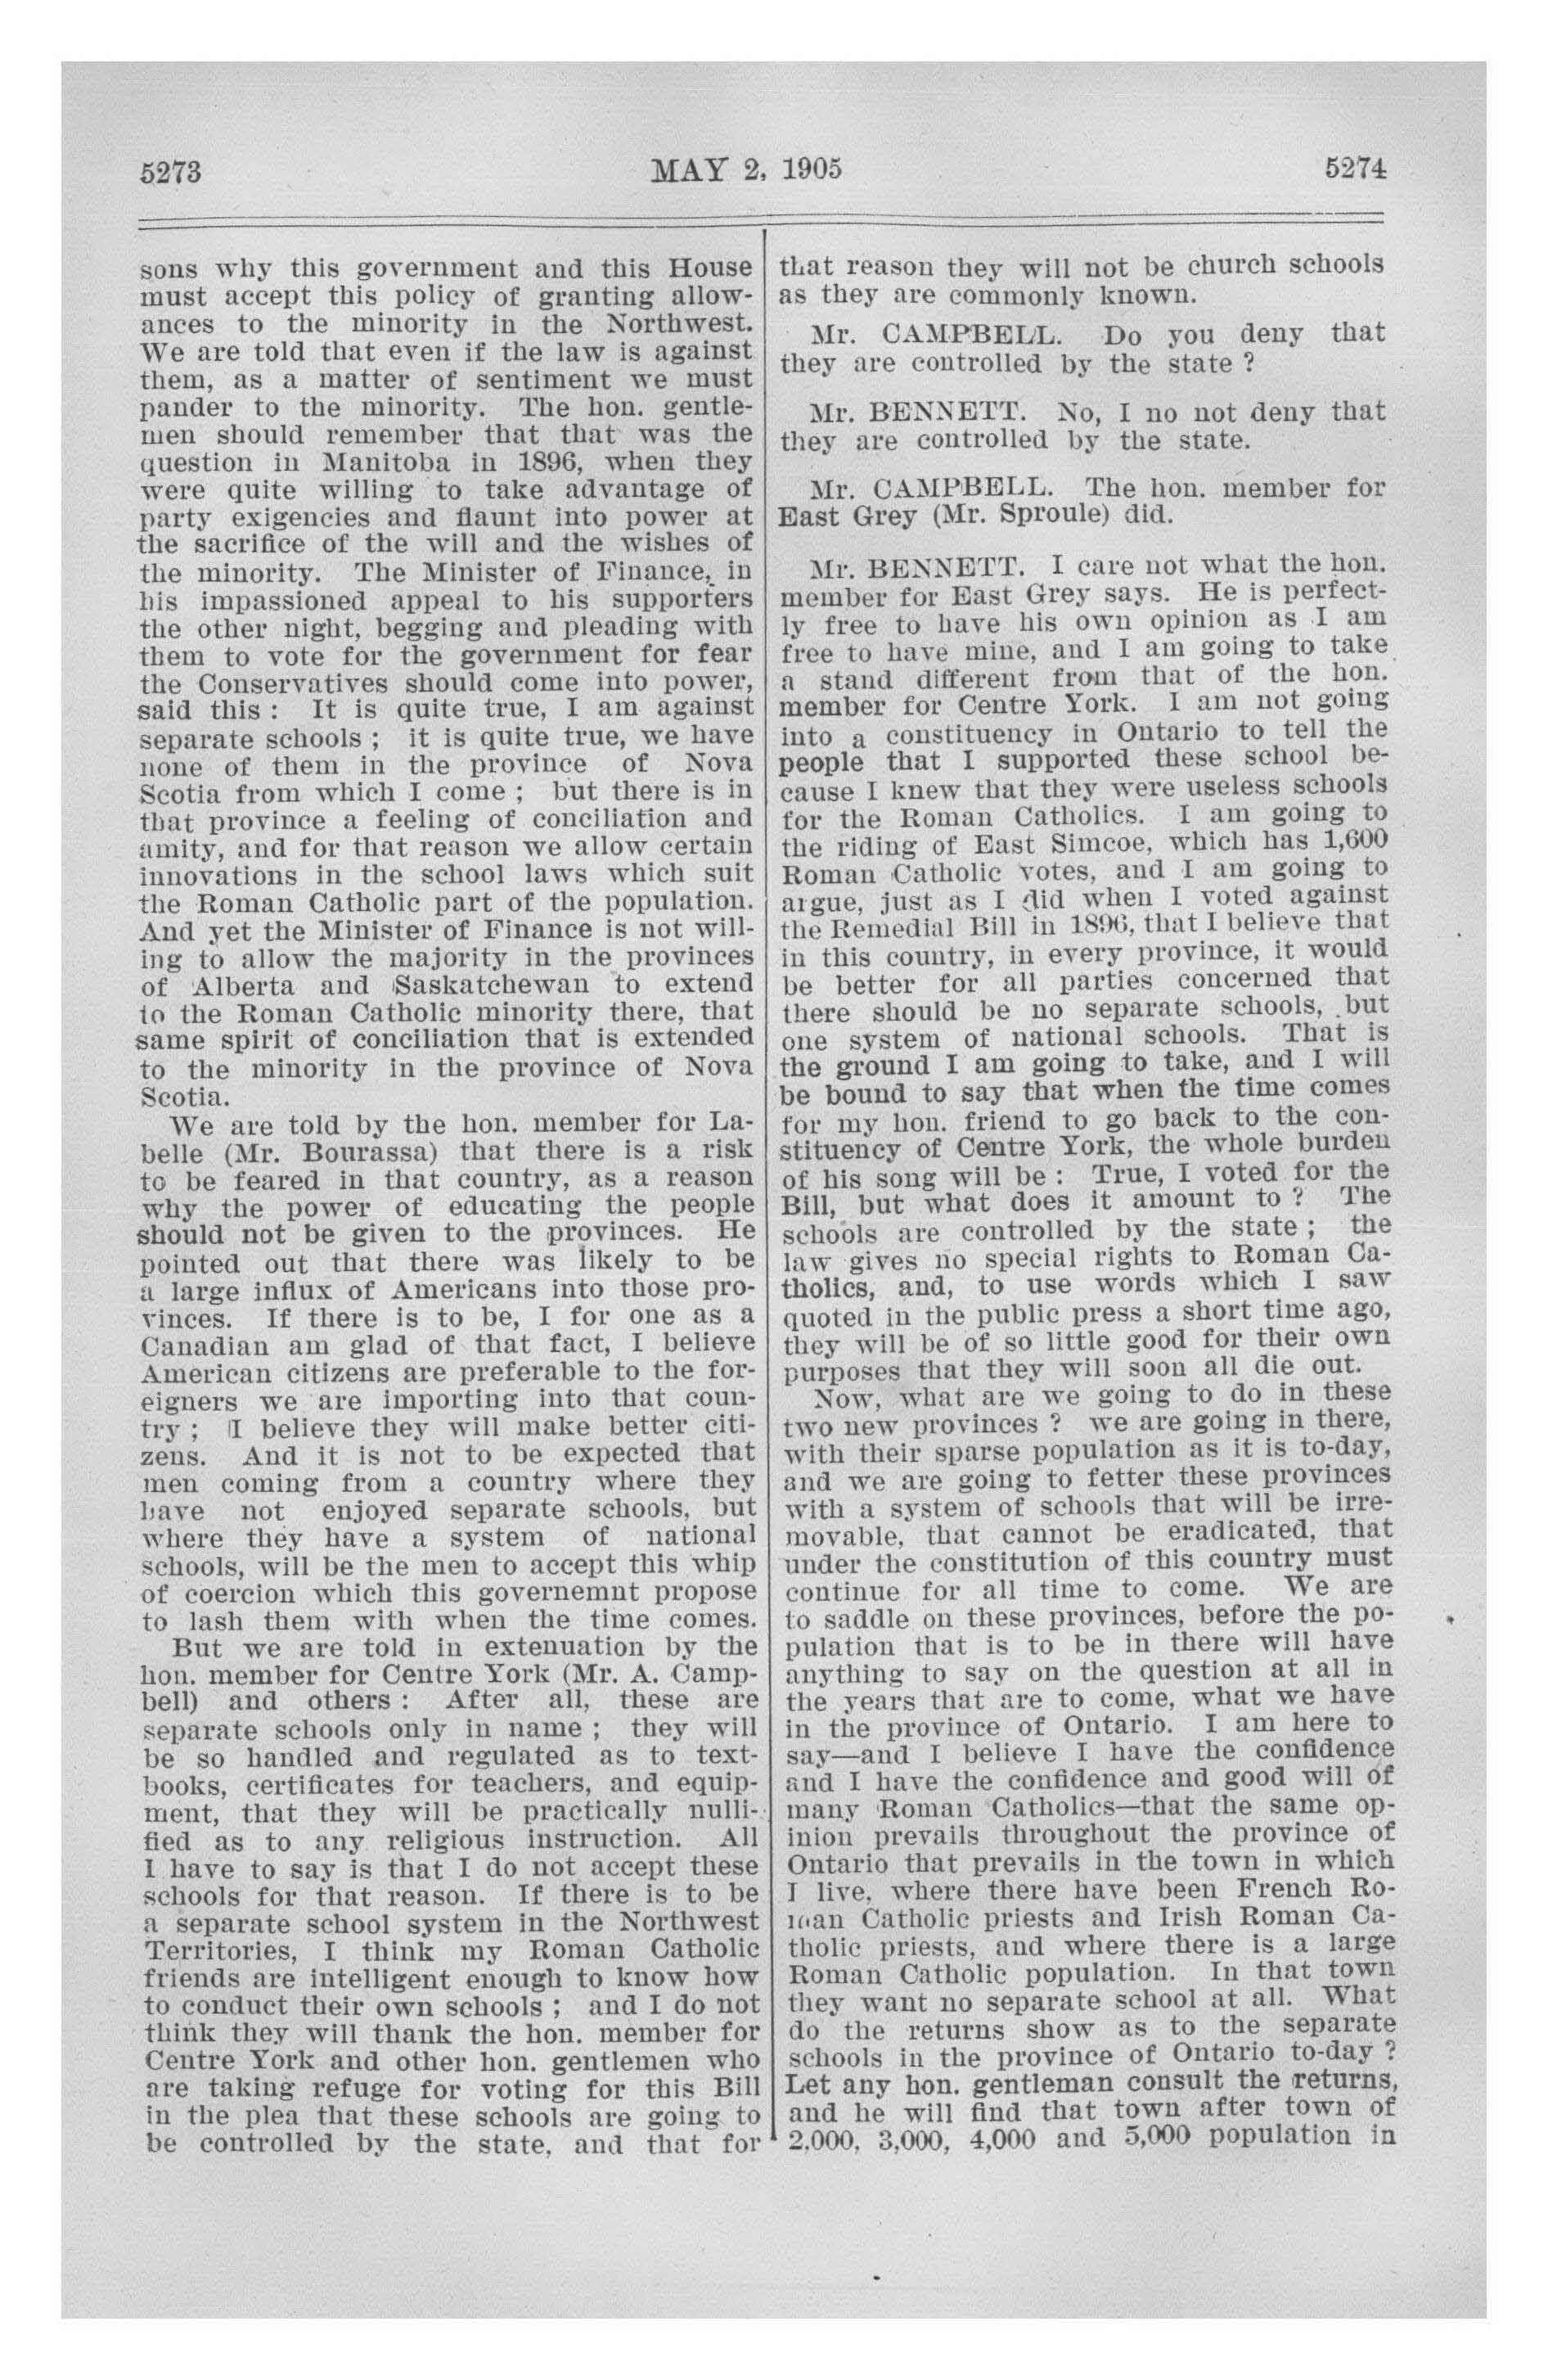 5273 MAY 2, 1905 5274
sons why this government and this House
must accept this policy of granting allow-
ances to the minority in the Northwest.
We are told that even if the law is against
them, as a matter of sentiment we must
pander to the minority. The hon. gentle-
men should remember that that was the
question in Manitoba in 1896, when they
were quite willing to take advantage of
party exigencies and flaunt into power at
the sacrifice of the will and the wishes of
the minority. The Minister of Finance, in
his impassioned appeal to his supporters
the other night, begging and pleading with
them to vote for the government for fear
the Conservatives should come into power,
said this : It is quite true, I am against
separate schools ; it is quite true, we have
none of them in the province of Nova
Scotia from which I come ; but there is in
that province a feeling of conciliation and
amity, and for that reason we allow certain
innovations in the school laws which suit
the Roman Catholic part of the population.
And yet the Minister of Finance is not will-
ing to allow the majority in the provinces
of Alberta and Saskatchewan to extend
to the Roman Catholic minority there, that
same spirit of conciliation that is extended
to the minority in the province of Nova
Scotia.
We are told by the hon. member for La-
belle (Mr. Bourassa) that there is a risk
to be feared in that country, as a reason
why the power of educating the people
should not be given to the provinces. He
pointed out that there was likely to be
a large influx of Americans into those pro-
vinces. If there is to be, I for one as a
Canadian am glad of that fact, I believe
American citizens are preferable to the for-
eigners we are importing into that coun-
try ; I believe they will make better citi-
zens. And it is not to be expected that
men coming from a country where they
have not enjoyed separate schools, but
where they have a system of national
schools, will be the men to accept this whip
of coercion which this governemnt propose
to lash them with when the time comes.
But we are told in extenuation by the
hon. member for Centre York (Mr. A. Camp-
bell) and others : After all, these are
separate schools only in name ; they will
be so handled and regulated as to text-
books, certificates for teachers, and equip-
ment, that they will be practically nulli-
fied as to any religious instruction. All
I have to say is that I do not accept these
schools for that reason. If there is to be
a separate school system in the Northwest
Territories, I think my Roman Catholic
friends are intelligent enough to know how
to conduct their own schools ; and I do not
think they will thank the hon. member for
Centre York and other hon. gentlemen who
are taking refuge for voting for this Bill
in the plea that these schools are going to
be controlled by the state, and that for
that reason they will not be church schools
as they are commonly known.
Mr. CAMPBELL. Do you deny that
they are controlled by the state ?
Mr. BENNETT. No, I no not deny that
they are controlled by the state.
Mr. CAMPBELL. The hon. member for
East Grey (Mr. Sproule) did.
Mr. BENNETT. I care not what the hon.
member for East Grey says. He is perfect-
ly free to have his own opinion as I am
free to have mine, and I am going to take
a stand different from that of the hon.
member for Centre York. I am not going
into a constituency in Ontario to tell the
people that I supported these school be-
cause I knew that they were useless schools
for the Roman Catholics. I am going to
the riding of East Simcoe, which has 1,600
Roman Catholic votes, and I am going to
argue, just as I did when I voted against
the Remedial Bill in 1896, that I believe that
in this country, in every province, it would
be better for all parties concerned that
there should be no separate schools, but
one system of national schools. That is
the ground I am going to take, and I will
be bound to say that when the time comes
for my hon. friend to go back to the con-
stituency of Centre York, the whole burden
of his song will be : True, I voted for the
Bill, but what does it amount to ? The
schools are controlled by the state ; the
law gives no special rights to Roman Ca-
tholics, and, to use words which I saw
quoted in the public press a short time ago,
they will be of so little good for their own
purposes that they will soon all die out.
Now, what are we going to do in these
two new provinces ? we are going in there,
with their sparse population as it is to-day,
and we are going to fetter these provinces
with a system of schools that will be irre-
movable, that cannot be eradicated, that
under the constitution of this country must
continue for all time to come. We are
to saddle on these provinces, before the po-
pulation that is to be in there will have
anything to say on the question at all in
the years that are to come, what we have
in the province of Ontario. I am here to
say—and I believe I have the confidence
and I have the confidence and good will of
many Roman Catholics—that the same op-
inion prevails throughout the province of
Ontario that prevails in the town in which
I live, where there have been French Ro-
man Catholic priests and Irish Roman Ca-
tholic priests, and where there is a large
Roman Catholic population. In that town
they want no separate school at all. What
do the returns show as to the separate
schools in the province of Ontario to-day ?
Let any hon. gentleman consult the returns,
and he will find that town after town of
2,000, 3,000, 4,000 and 5,000 population in